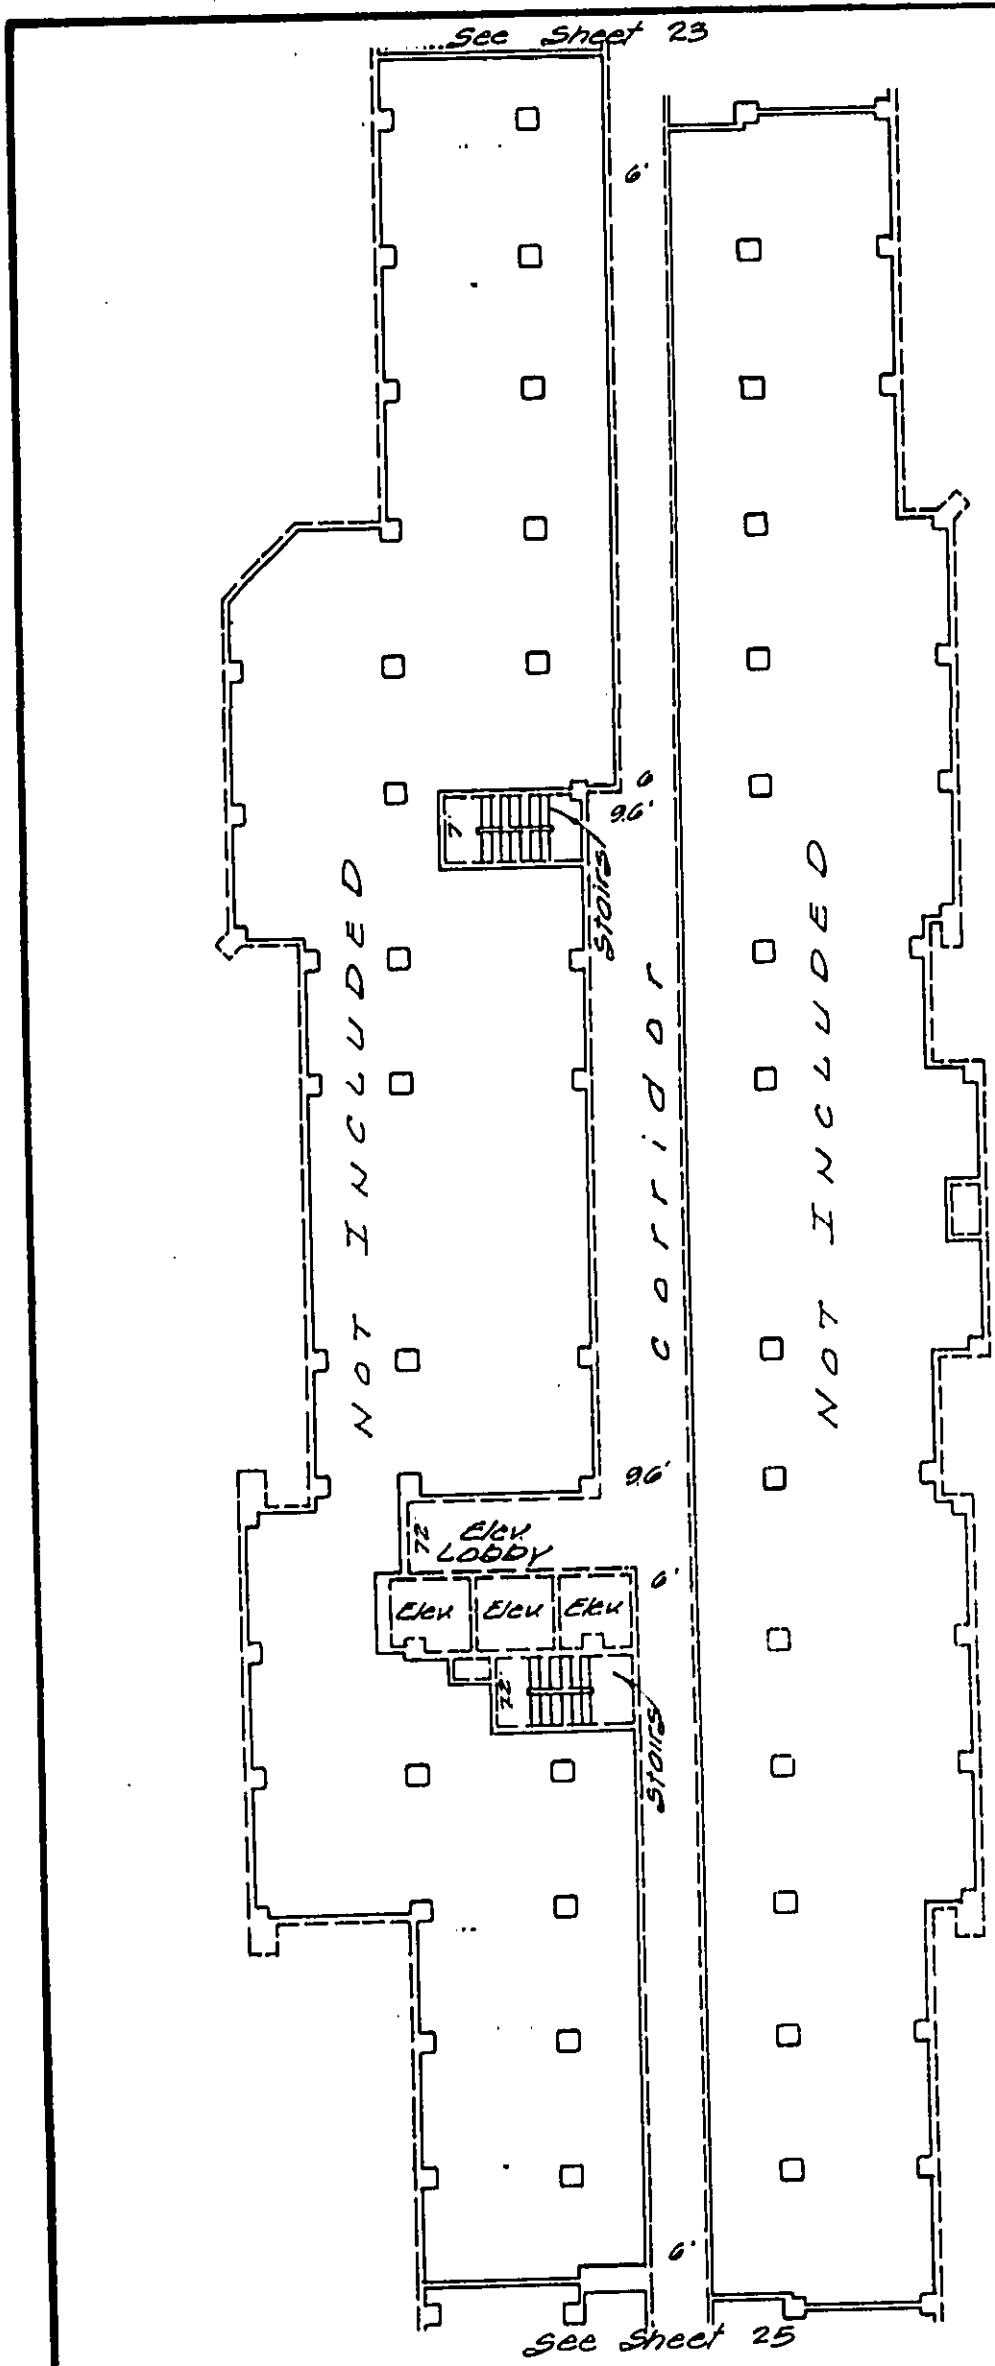 See Sheet 23
6'
6
9.6'
7'
Stairs
NOT INCLUDED
Corridor
NOT INCLUDED
9.6'
7.2'
Elev.
LOBBY
6'
Elev Elev Elev
7.2'
Stairs
6'
See Sheet 25